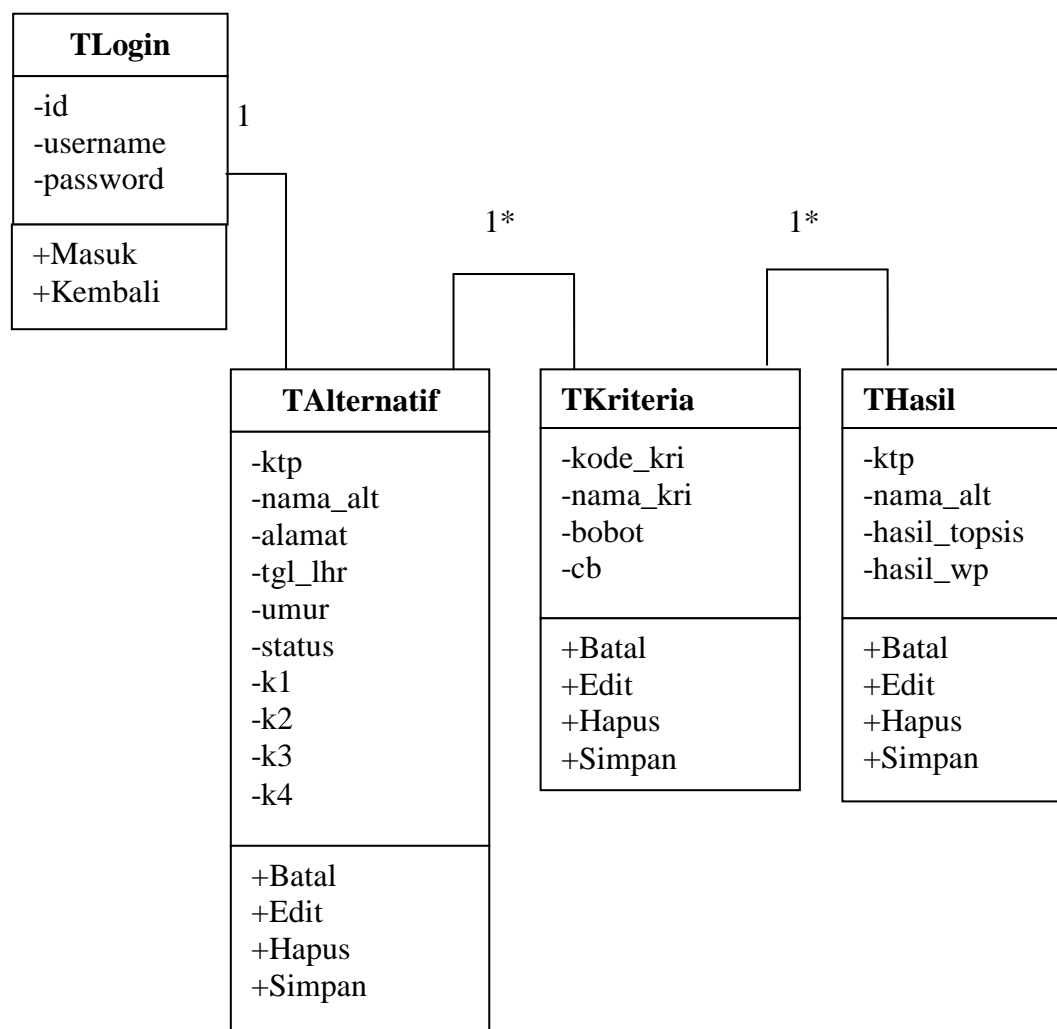 TLogin
-id
-username
-password
+Masuk
+Kembali
1
1*
1*
TAlternatif
-ktp
-nama_alt
-alamat
-tgl_lhr
-umur
-status
-k1
-k2
-k3
-k4
+Batal
+Edit
+Hapus
+Simpan
TKriteria
-kode_kri
-nama_kri
-bobot
-cb
+Batal
+Edit
+Hapus
+Simpan
THasil
-ktp
-nama_alt
-hasil_topsis
-hasil_wp
+Batal
+Edit
+Hapus
+Simpan